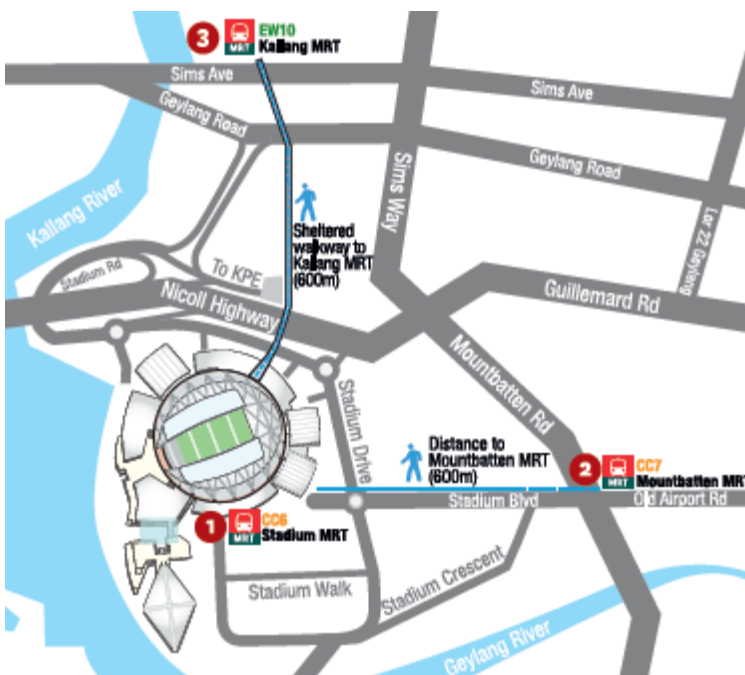 3
MRT
EW10
Kallang MRT
Sims Ave
Sims Ave
Geylang Road
Geylang Road
Kallang River
Sims Way
Lor 22 Geylang
Sheltered
walkway to
Kallang MRT
(600m)
To KPE
Stadium Rd
Nicoll Highway
Guillemard Rd
Mountbatten Rd
Stadium Drive
Distance to
Mountbatten MRT
(600m)
2
MRT
CC7
Mountbatten MRT
Stadium Blvd
Old Airport Rd
1
MRT
CC6
Stadium MRT
Stadium Walk
Stadium Crescent
Geylang River